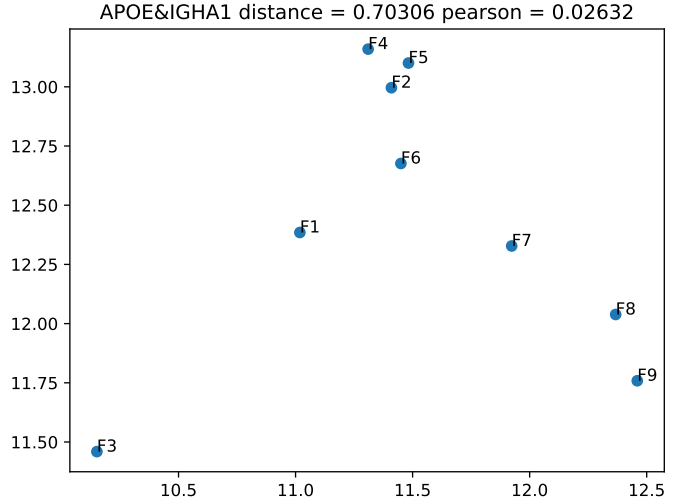 APOE&IGHA1 distance = 0.70306 pearson = 0.02632
F4
F5
13.00
F2
12.75
F6
12.50
F1
F7
12.25
F8
12.00
11.75
F9
11.50
F3
10.5 11.0 11.5 12.0 12.5